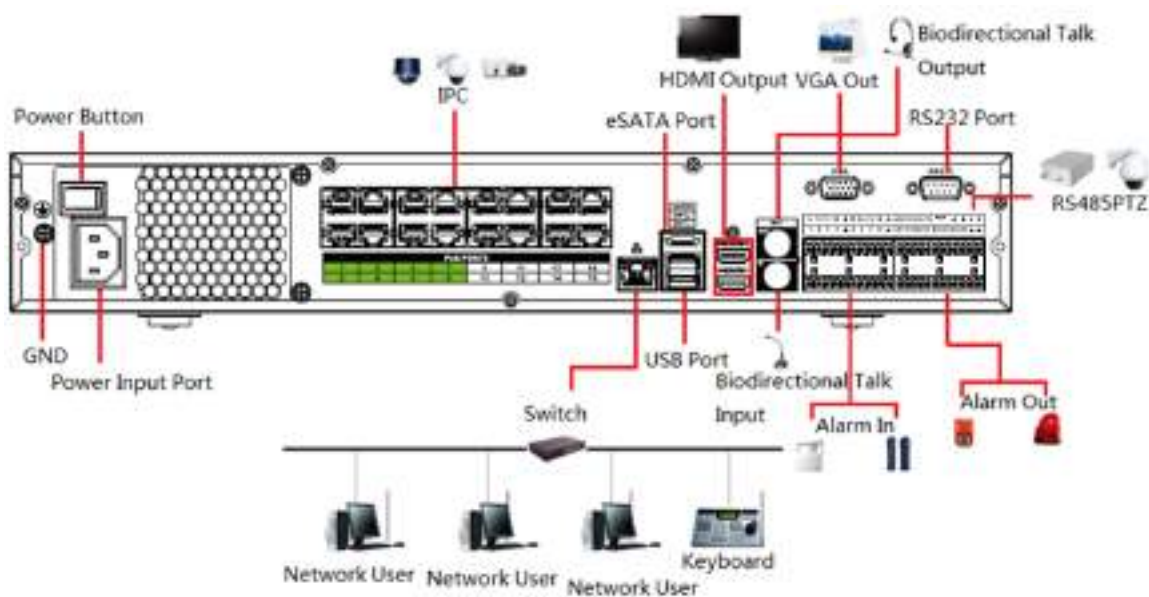 Biodirectional Talk
Output
HDMI Output
VGA Out
IPC
Power Button
eSATA Port
RS232 Port
RS485PTZ
GND
Power Input Port
USB Port
Biodirectional Talk
Input
Switch
Alarm In
Alarm Out
Network User
Network User
Network User
Keyboard